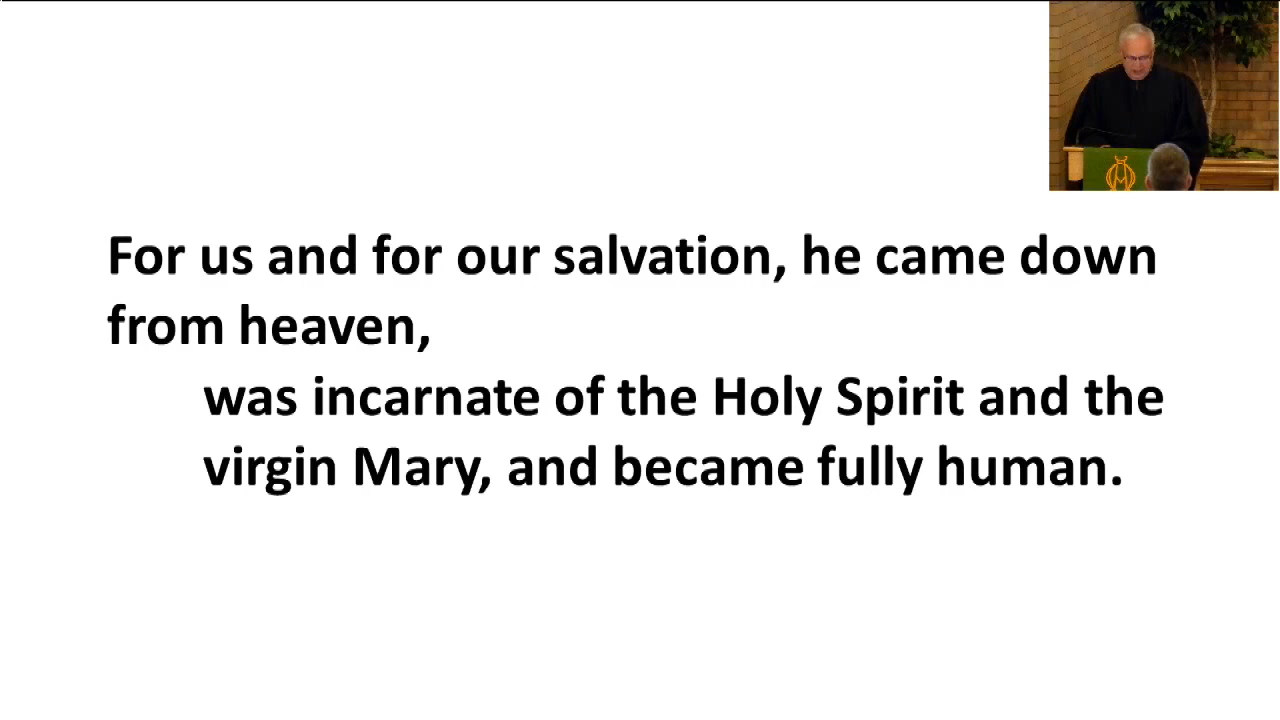 For us and for our salvation, he came down
from heaven,
was incarnate of the Holy Spirit and the
virgin Mary, and became fully human.